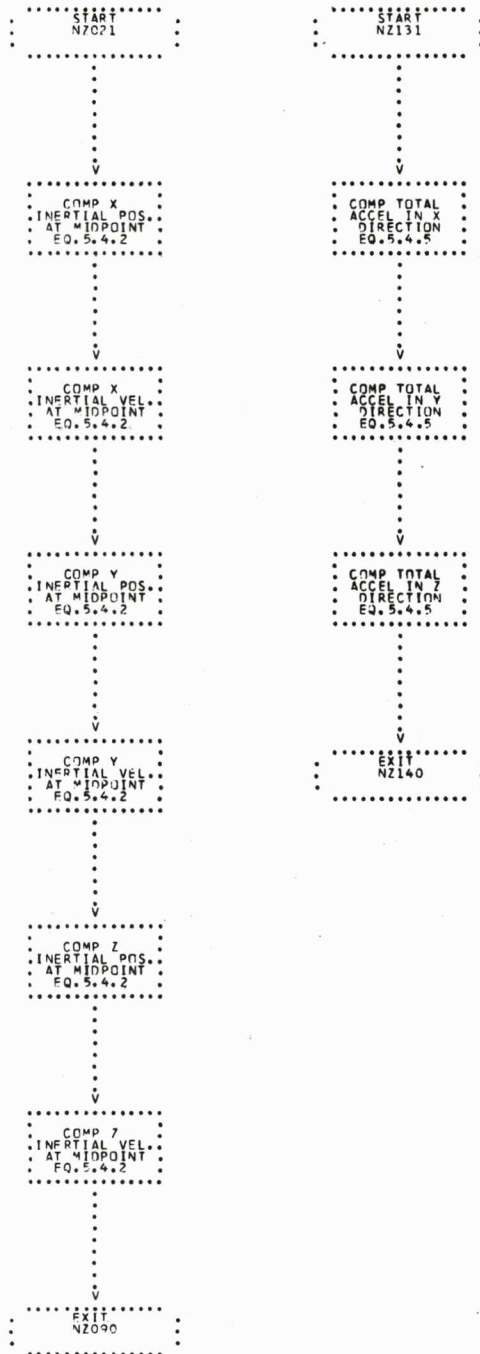 START
NZ021
COMP X
INERTIAL POS.
AT MIDPOINT
EQ.5.4.2
COMP X
INERTIAL VEL.
AT MIDPOINT
EQ.5.4.2
COMP Y
INERTIAL POS.
AT MIDPOINT
EQ.5.4.2
COMP Y
INERTIAL VEL.
AT MIDPOINT
EQ.5.4.2
COMP Z
INERTIAL POS.
AT MIDPOINT
EQ.5.4.2
COMP Z
INERTIAL VEL.
AT MIDPOINT
EQ.5.4.2
EXIT
NZ090
START
NZ131
COMP TOTAL
ACCEL IN X
DIRECTION
EQ.5.4.5
COMP TOTAL
ACCEL IN Y
DIRECTION
EQ.5.4.5
COMP TOTAL
ACCEL IN Z
DIRECTION
EQ.5.4.5
EXIT
NZ140